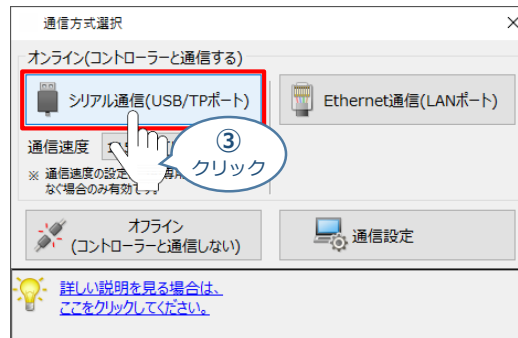 通信方式選択
オンライン(コントローラーと通信する)
シリアル通信(USB/TPポート)
Ethernet通信(LANポート)
通信速度
③
クリック
※ 通信速度の設定
なぐ場合のみ有効
オフライン
(コントローラーと通信しない)
通信設定
詳しい説明を見る場合は、
ここをクリックしてください。